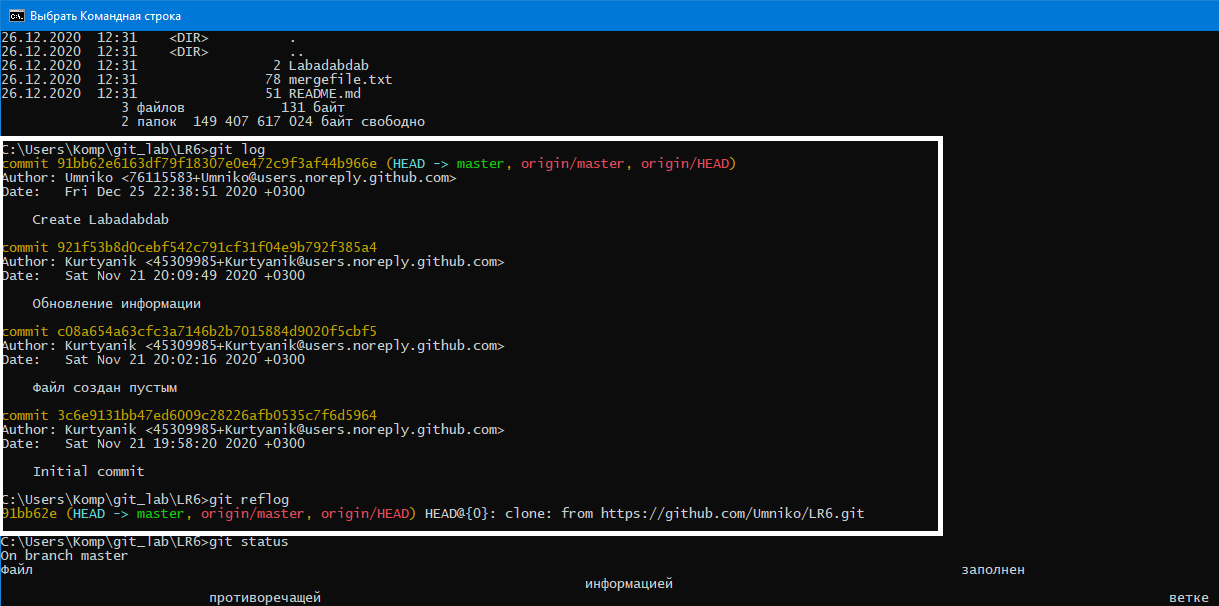 Выбрать Командная строка
26.12.2020  12:31    <DIR>          .
26.12.2020  12:31    <DIR>          ..
26.12.2020  12:31                 2 Labadabdab
26.12.2020  12:31                78 mergefile.txt
26.12.2020  12:31                51 README.md
3 файлов            131 байт
2 папок  149 407 617 024 байт свободно
C:\Users\Komp\git_lab\LR6>git log
commit 91bb62e6163df79f18307e0e472c9f3af44b966e (HEAD -> master, origin/master, origin/HEAD)
Author: Umniko <76115583+Umniko@users.noreply.github.com>
Date:   Fri Dec 25 22:38:51 2020 +0300
Create Labadabdab
commit 921f53b8d0cebf542c791cf31f04e9b792f385a4
Author: Kurtyanik <45309985+Kurtyanik@users.noreply.github.com>
Date:   Sat Nov 21 20:09:49 2020 +0300
Обновление информации
commit c08a654a63cfc3a7146b2b7015884d9020f5cbf5
Author: Kurtyanik <45309985+Kurtyanik@users.noreply.github.com>
Date:   Sat Nov 21 20:02:16 2020 +0300
Файл создан пустым
commit 3c6e9131bb47ed6009c28226afb0535c7f6d5964
Author: Kurtyanik <45309985+Kurtyanik@users.noreply.github.com>
Date:   Sat Nov 21 19:58:20 2020 +0300
Initial commit
C:\Users\Komp\git_lab\LR6>git reflog
91bb62e (HEAD -> master, origin/master, origin/HEAD) HEAD@{0}: clone: from https://github.com/Umniko/LR6.git
C:\Users\Komp\git_lab\LR6>git status
On branch master
Файл заполнен
информацией
противоречащей ветке